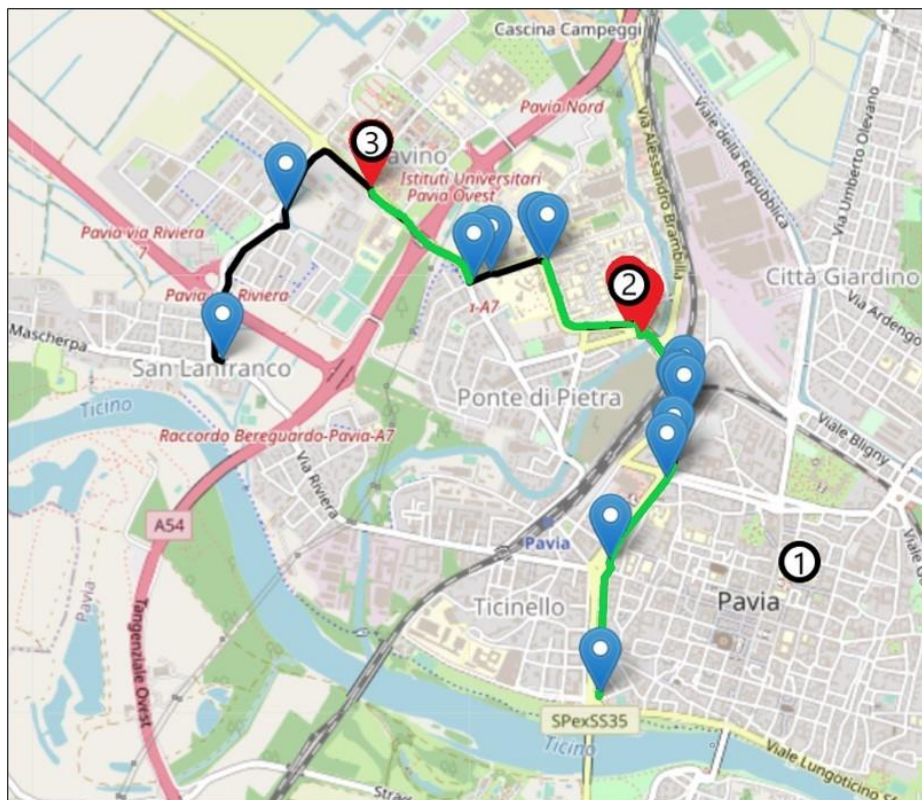 Cascina Campeggi
Pavia Nord
Viale della Repubblica
Via Umberto Olevano
Via Alessandro Brambilla
3
avino
Istituti Universitari
Pavia Ovest
Pavia via Riviera
7
Città Giardino
2
Pavia
Riviera
ı-A7
Via Ardengo
Mascherpa
San Lanfranco
Ponte di Pietra
Ticino
Raccordo Bereguardo-Pavia-A7
Viale Bligny
Via Riviera
A54
Pavia
1
Pavia
Ticinello
Pavia
Tangenziale Ovest
SPexSS35
Ticino
Viale Lungoticino